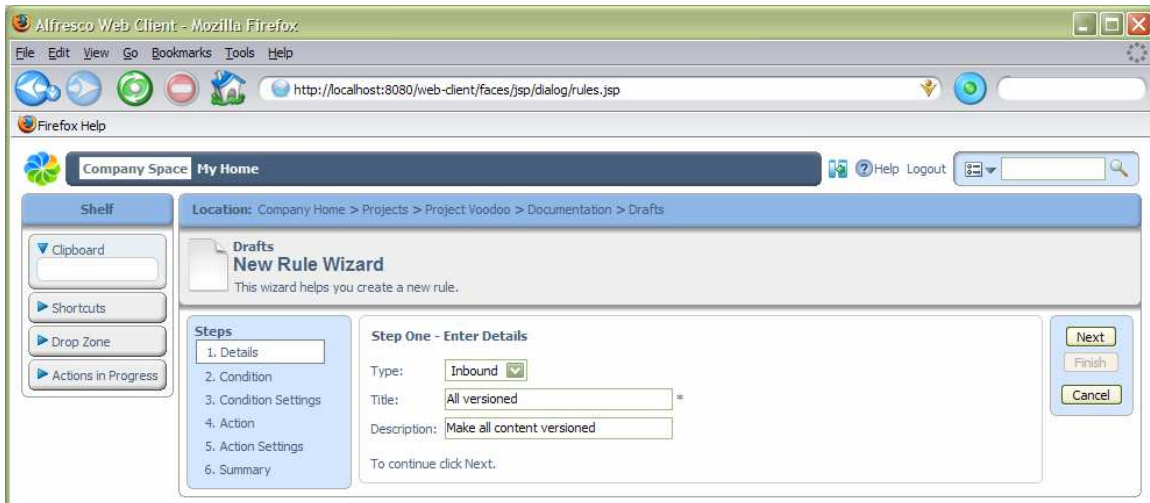 Alfresco Web Client - Mozilla Firefox
File Edit View Go Bookmarks Tools Help
http://localhost:8080/web-client/faces/jsp/dialog/rules.jsp
Firefox Help
Company Space My Home Help Logout
Shelf
Location: Company Home > Projects > Project Voodoo > Documentation > Drafts
Clipboard
Shortcuts
Drop Zone
Actions in Progress
Drafts
New Rule Wizard
This wizard helps you create a new rule.
Steps
1. Details
2. Condition
3. Condition Settings
4. Action
5. Action Settings
6. Summary
Step One - Enter Details
Type: Inbound
Title: All versioned *
Description: Make all content versioned
To continue click Next.
Next
Finish
Cancel